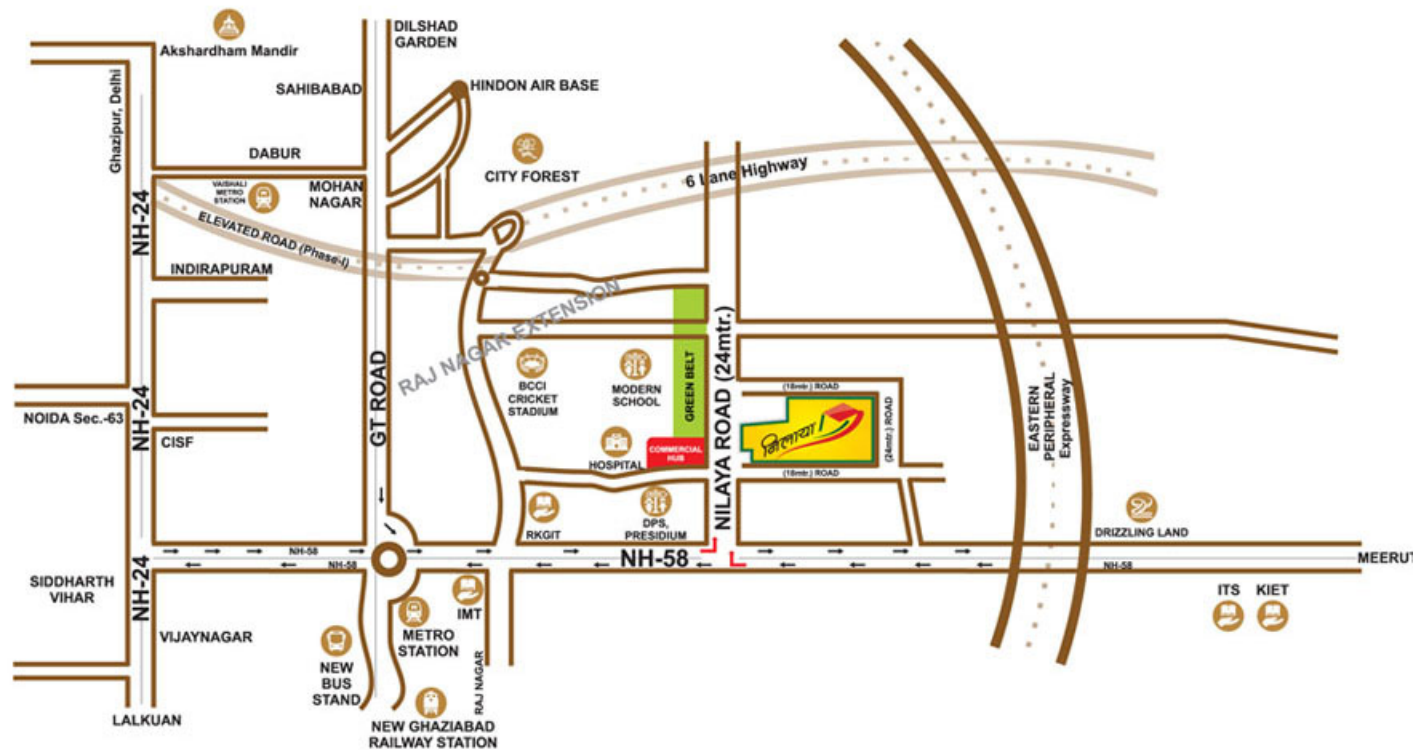 Akshardham Mandir
DILSHAD
GARDEN
Ghazipur, Delhi
SAHIBABAD
HINDON AIR BASE
DABUR
CITY FOREST
6 Lane Highway
VAISHALI
METRO
STATION
MOHAN
NAGAR
NH-24
ELEVATED ROAD (Phase-I)
INDIRAPURAM
RAJ NAGAR EXTENSION
GT ROAD
BCCI
CRICKET
STADIUM
MODERN
SCHOOL
GREEN BELT
NILAYA ROAD (24mtr.)
(18mtr.) ROAD
निलाया
(24mtr.) ROAD
EASTERN
PERIPHERAL
Expressway
NOIDA Sec.-63
NH-24
CISF
HOSPITAL
COMMERCIAL
HUB
(18mtr.) ROAD
RKGIT
DPS,
PRESIDIUM
DRIZZLING LAND
NH-58
NH-58
NH-58
NH-58
MEERUT
SIDDHARTH
VIHAR
NH-24
VIJAYNAGAR
IMT
METRO
STATION
RAJ NAGAR
ITS
KIET
NEW
BUS
STAND
LALKUAN
NEW GHAZIABAD
RAILWAY STATION